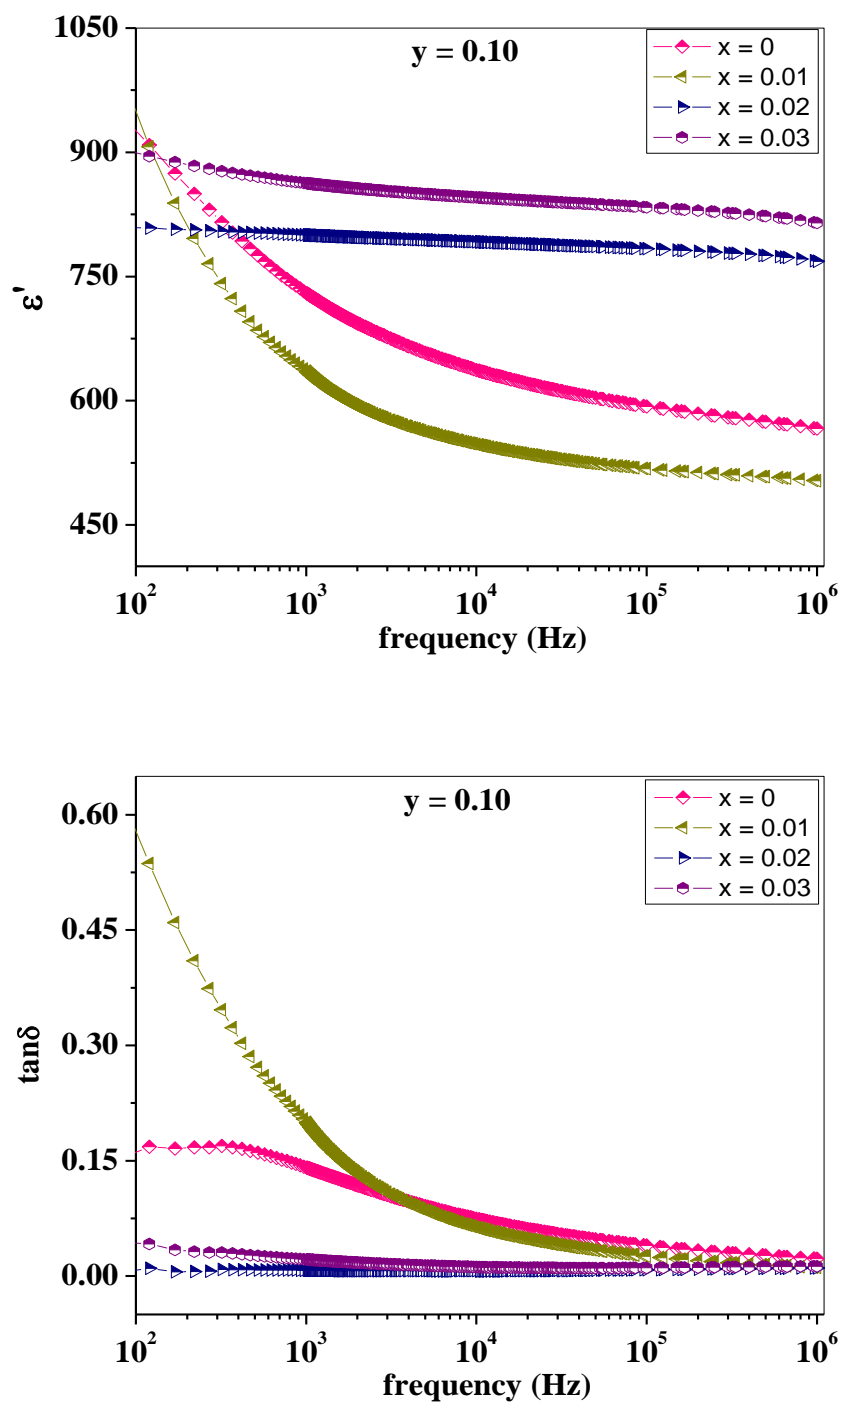 y = 0.10
x = 0
x = 0.01
x = 0.02
x = 0.03
1050
900
750
600
450
ε'
10² 10³ 10⁴ 10⁵ 10⁶
frequency (Hz)
y = 0.10
x = 0
x = 0.01
x = 0.02
x = 0.03
0.60
0.45
0.30
0.15
0.00
tanδ
10² 10³ 10⁴ 10⁵ 10⁶
frequency (Hz)